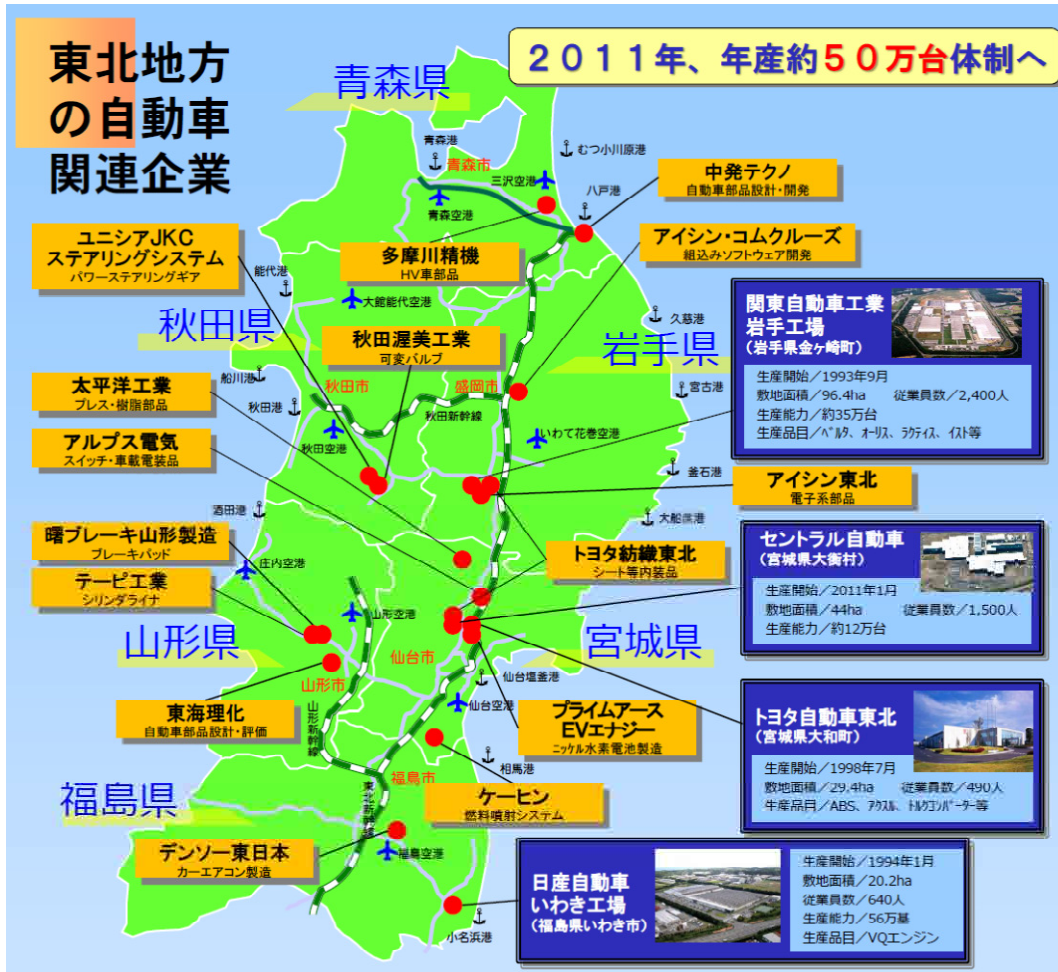 東北地方
の自動車
関連企業
2011年、年産約50万台体制へ
青森県
青森港
青森市
むつ小川原港
三沢空港
八戸港
青森空港
中発テクノ
自動車部品設計・開発
ユニシアJKC
ステアリングシステム
パワーステアリングギア
多摩川精機
HV車部品
アイシン・コムクルーズ
組込みソフトウェア開発
能代港
大館能代空港
久慈港
秋田県
秋田渥美工業
可変バルブ
岩手県
関東自動車工業
岩手工場
(岩手県金ヶ崎町)
生産開始/1993年9月
敷地面積/96.4ha 従業員数/2,400人
生産能力/約35万台
生産品目/ベルタ、オーリス、ラクティス、イスト等
船川港
秋田市
盛岡市
宮古港
太平洋工業
プレス・樹脂部品
秋田港
秋田新幹線
アルプス電気
スイッチ・車載電装品
秋田空港
いわて花巻空港
釜石港
アイシン東北
電子系部品
酒田港
大船渡港
曙ブレーキ山形製造
ブレーキパッド
庄内空港
トヨタ紡織東北
シート等内装品
セントラル自動車
(宮城県大衡村)
生産開始/2011年1月
敷地面積/44ha 従業員数/1,500人
生産能力/約12万台
テーピ工業
シリンダライナ
山形空港
山形県
仙台市
宮城県
山形市
仙台塩釜港
仙台空港
東海理化
自動車部品設計・評価
山形新幹線
プライムアース
EVエナジー
ニッケル水素電池製造
トヨタ自動車東北
(宮城県大和町)
生産開始/1998年7月
敷地面積/29.4ha 従業員数/490人
生産品目/ABS、アクスル、トルクコンバーター等
相馬港
福島市
福島県
東北新幹線
ケーヒン
燃料噴射システム
デンソー東日本
カーエアコン製造
福島空港
日産自動車
いわき工場
(福島県いわき市)
生産開始/1994年1月
敷地面積/20.2ha
従業員数/640人
生産能力/56万基
生産品目/VQエンジン
小名浜港